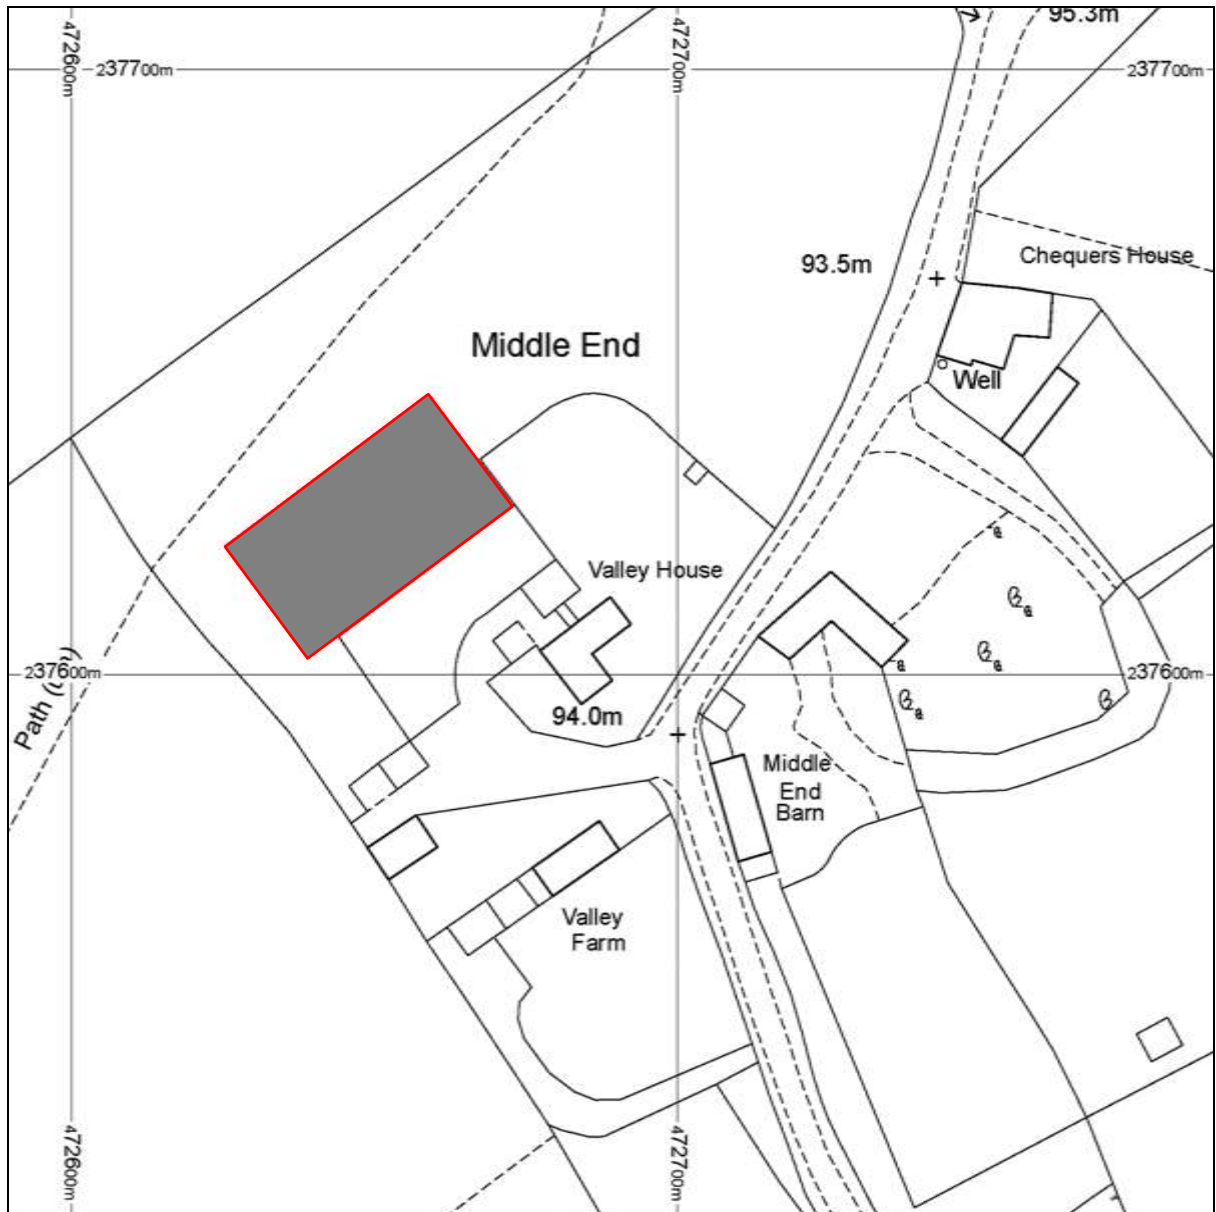 95.3m
472600m
472700m
237700m
237700m
93.5m
Chequers House
Middle End
Well
Valley House
237600m
237600m
Path
94.0m
Middle
End
Barn
Valley
Farm
472600m
472700m